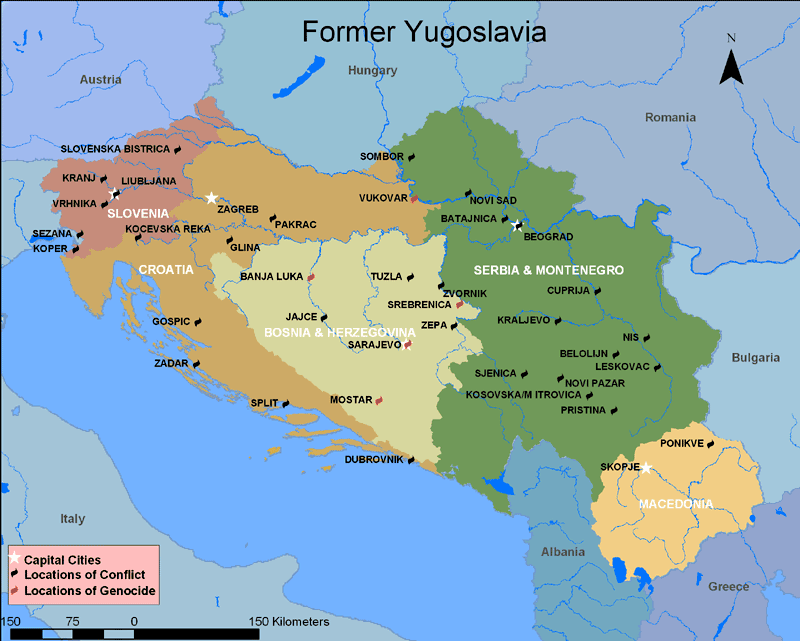 Former Yugoslavia
N
Hungary
Austria
Romania
SLOVENSKA BISTRICA
SOMBOR
KRANJ
LIUBLJANA
VRHNIKA
VUKOVAR
NOVI SAD
ZAGREB
SLOVENIA
BATAJNICA
PAKRAC
KOCEVSKA REKA
SEZANA
BEOGRAD
GLINA
KOPER
CROATIA
SERBIA & MONTENEGRO
BANJA LUKA
TUZLA
ZVORNIK
CUPRIJA
SREBRENICA
JAJCE
GOSPIC
KRALJEVO
ZEPA
BOSNIA & HERZEGOVINA
NIS
SARAJEVO
BELOLIJN
Bulgaria
ZADAR
LESKOVAC
SJENICA
NOVI PAZAR
KOSOVSKA/M ITROVICA
MOSTAR
SPLIT
PRISTINA
PONIKVE
DUBROVNIK
SKOPJE
MACEDONIA
Italy
Albania
Capital Cities
Locations of Conflict
Locations of Genocide
Greece
150 75 0 150 Kilometers